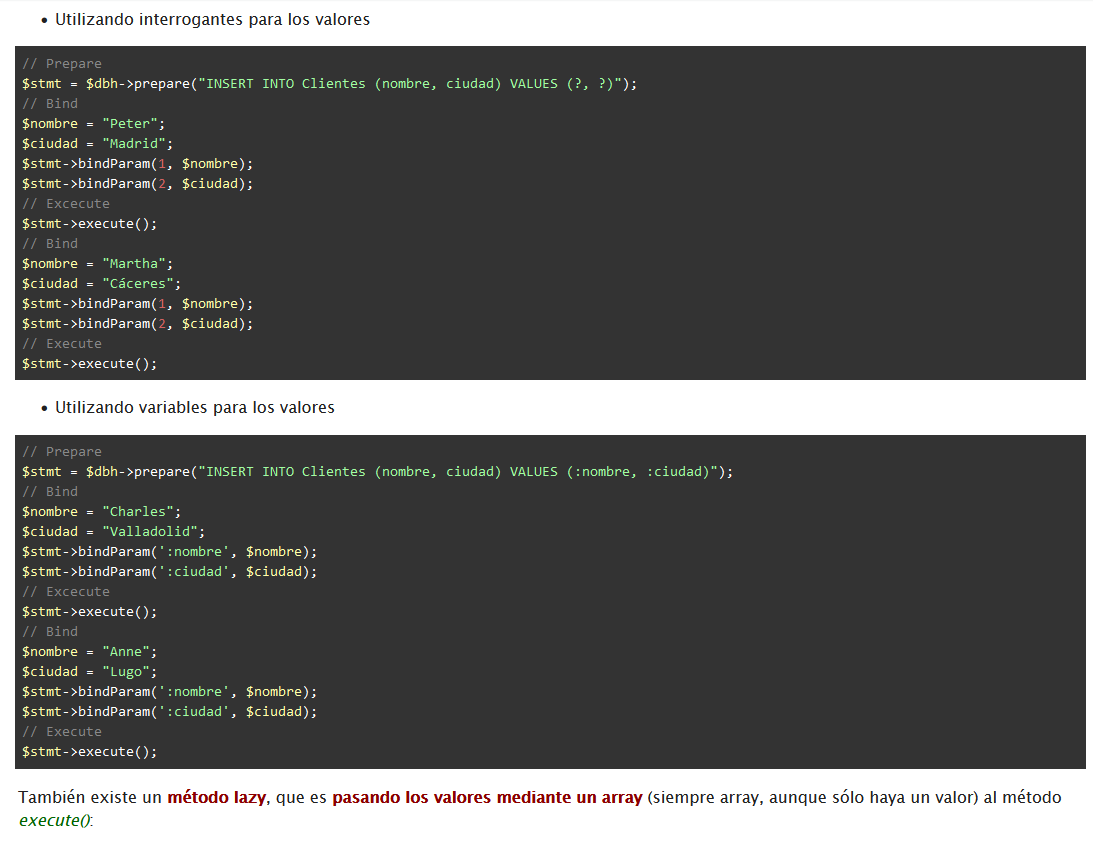 • Utilizando interrogantes para los valores
// Prepare
$stmt = $dbh->prepare("INSERT INTO Clientes (nombre, ciudad) VALUES (?, ?)");
// Bind
$nombre = "Peter";
$ciudad = "Madrid";
$stmt->bindParam(1, $nombre);
$stmt->bindParam(2, $ciudad);
// Excecute
$stmt->execute();
// Bind
$nombre = "Martha";
$ciudad = "Cáceres";
$stmt->bindParam(1, $nombre);
$stmt->bindParam(2, $ciudad);
// Execute
$stmt->execute();
• Utilizando variables para los valores
// Prepare
$stmt = $dbh->prepare("INSERT INTO Clientes (nombre, ciudad) VALUES (:nombre, :ciudad)");
// Bind
$nombre = "Charles";
$ciudad = "Valladolid";
$stmt->bindParam(':nombre', $nombre);
$stmt->bindParam(':ciudad', $ciudad);
// Excecute
$stmt->execute();
// Bind
$nombre = "Anne";
$ciudad = "Lugo";
$stmt->bindParam(':nombre', $nombre);
$stmt->bindParam(':ciudad', $ciudad);
// Execute
$stmt->execute();
También existe un método lazy, que es pasando los valores mediante un array (siempre array, aunque sólo haya un valor) al método
execute():